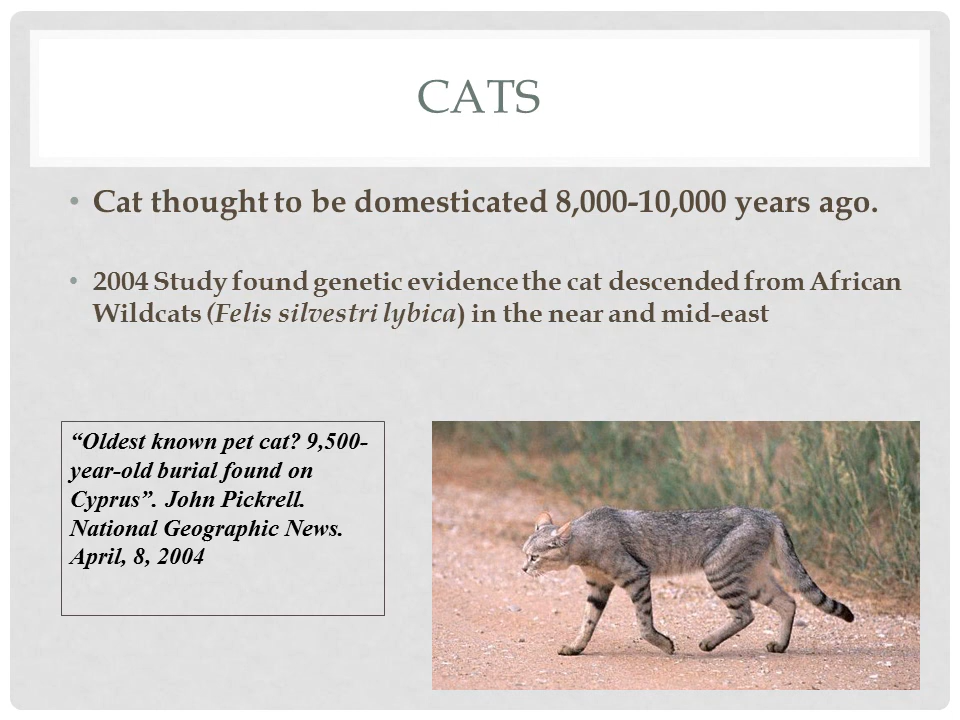 CATS
• Cat thought to be domesticated 8,000-10,000 years ago.
• 2004 Study found genetic evidence the cat descended from African
Wildcats (Felis silvestri lybica) in the near and mid-east
“Oldest known pet cat? 9,500-
year-old burial found on
Cyprus”. John Pickrell.
National Geographic News.
April, 8, 2004